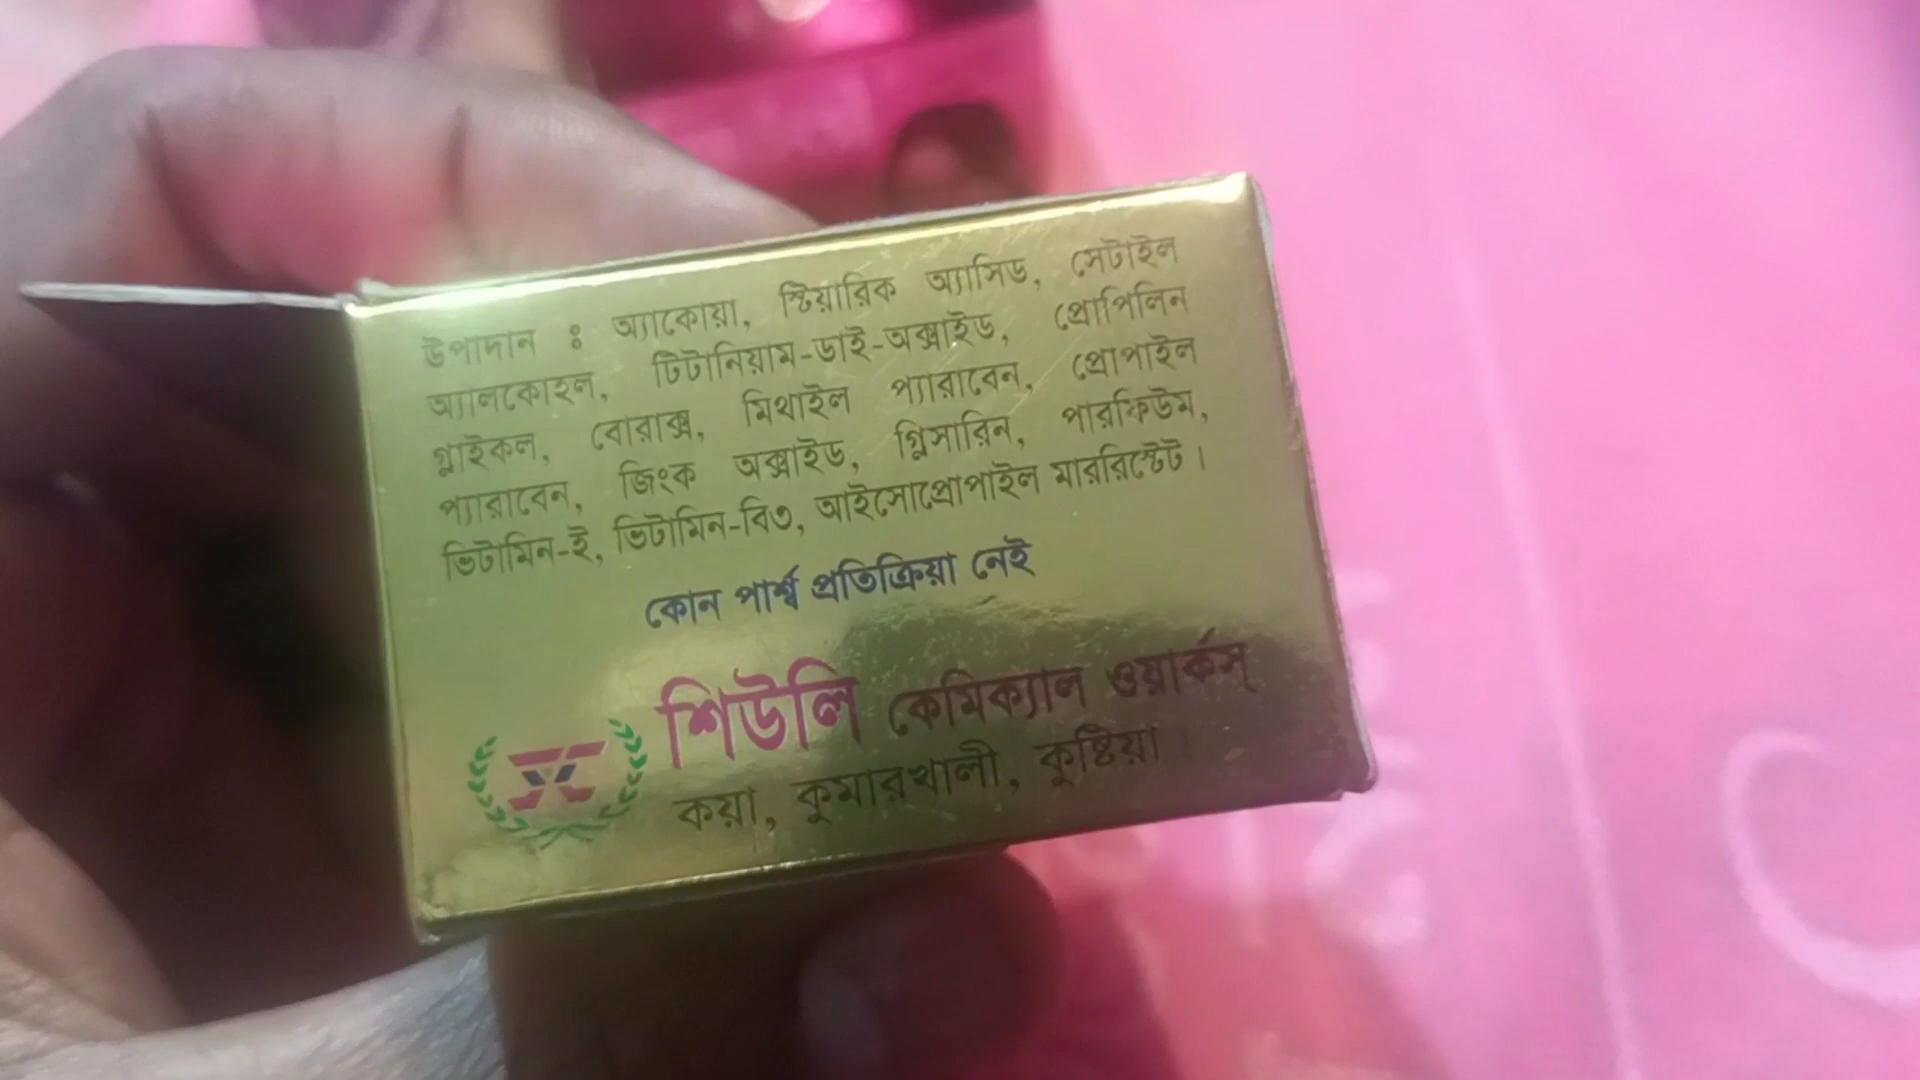 উপাদান ঃ অ্যাকোয়া, স্টিয়ারিক অ্যাসিড, সেটাইল
অ্যালকোহল, টিটানিয়াম-ডাই-অক্সাইড, প্রোপিলিন
গ্লাইকল, বোরাক্স, মিথাইল প্যারাবেন, প্রোপাইল
প্যারাবেন, জিংক অক্সাইড, গ্লিসারিন, পারফিউম,
ভিটামিন-ই, ভিটামিন-বি৩, আইসোপ্রোপাইল মাররিস্টেট।
কোন পার্শ্ব প্রতিক্রিয়া নেই
শিউলি কেমিক্যাল ওয়ার্কস্
কয়া, কুমারখালী, কুষ্টিয়া।